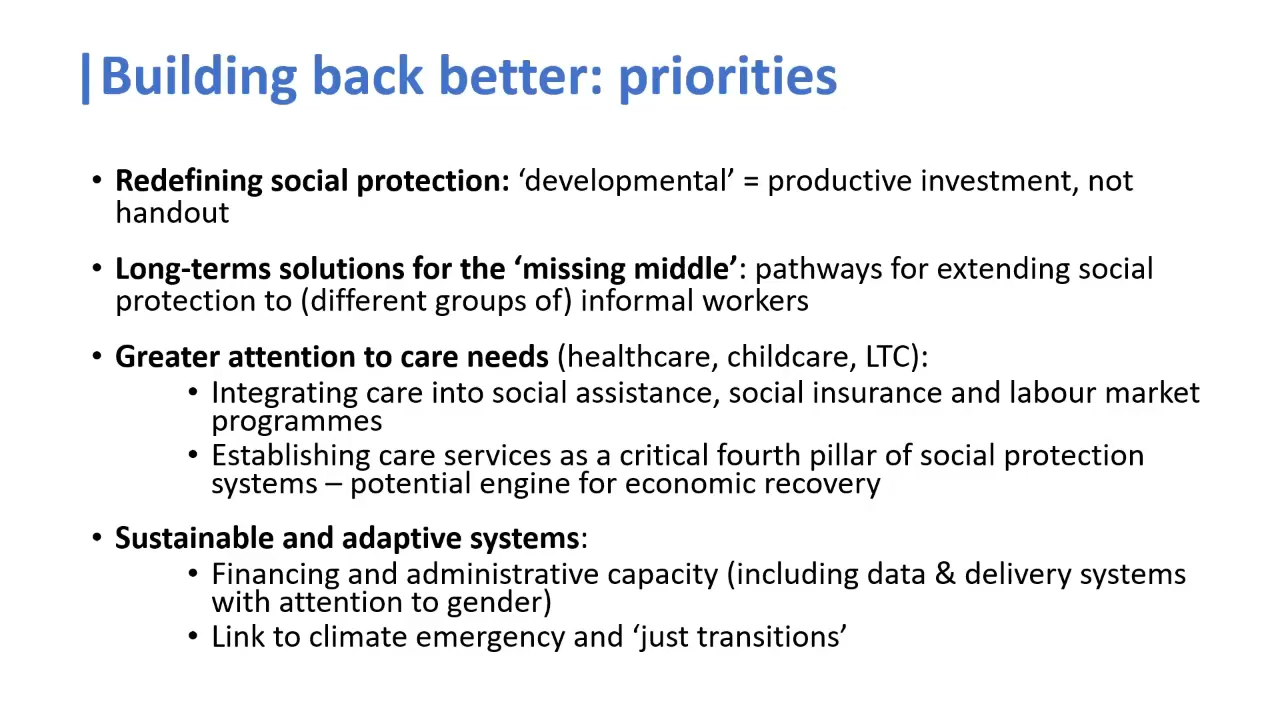 |Building back better: priorities
• Redefining social protection: ‘developmental’ = productive investment, not
handout
• Long-terms solutions for the ‘missing middle’: pathways for extending social
protection to (different groups of) informal workers
• Greater attention to care needs (healthcare, childcare, LTC):
• Integrating care into social assistance, social insurance and labour market
programmes
• Establishing care services as a critical fourth pillar of social protection
systems – potential engine for economic recovery
• Sustainable and adaptive systems:
• Financing and administrative capacity (including data & delivery systems
with attention to gender)
• Link to climate emergency and ‘just transitions’